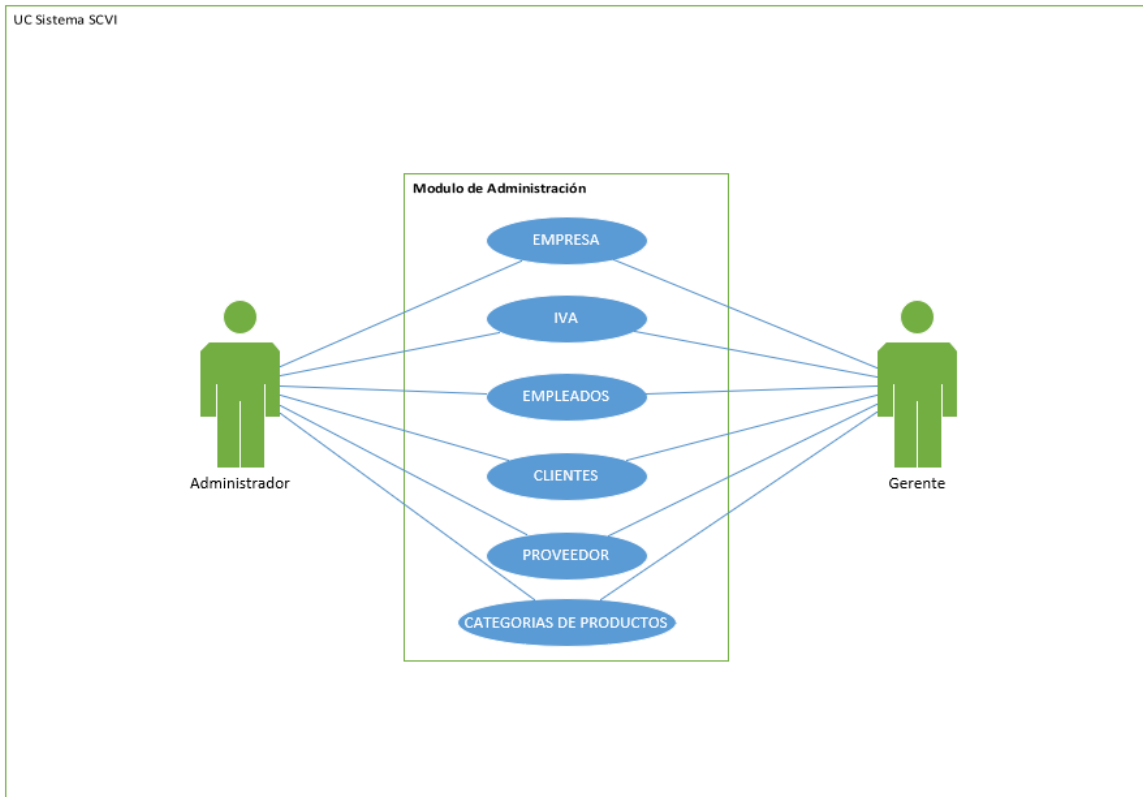 UC Sistema SCVI
Modulo de Administración
EMPRESA
IVA
EMPLEADOS
CLIENTES
PROVEEDOR
CATEGORIAS DE PRODUCTOS
Administrador
Gerente